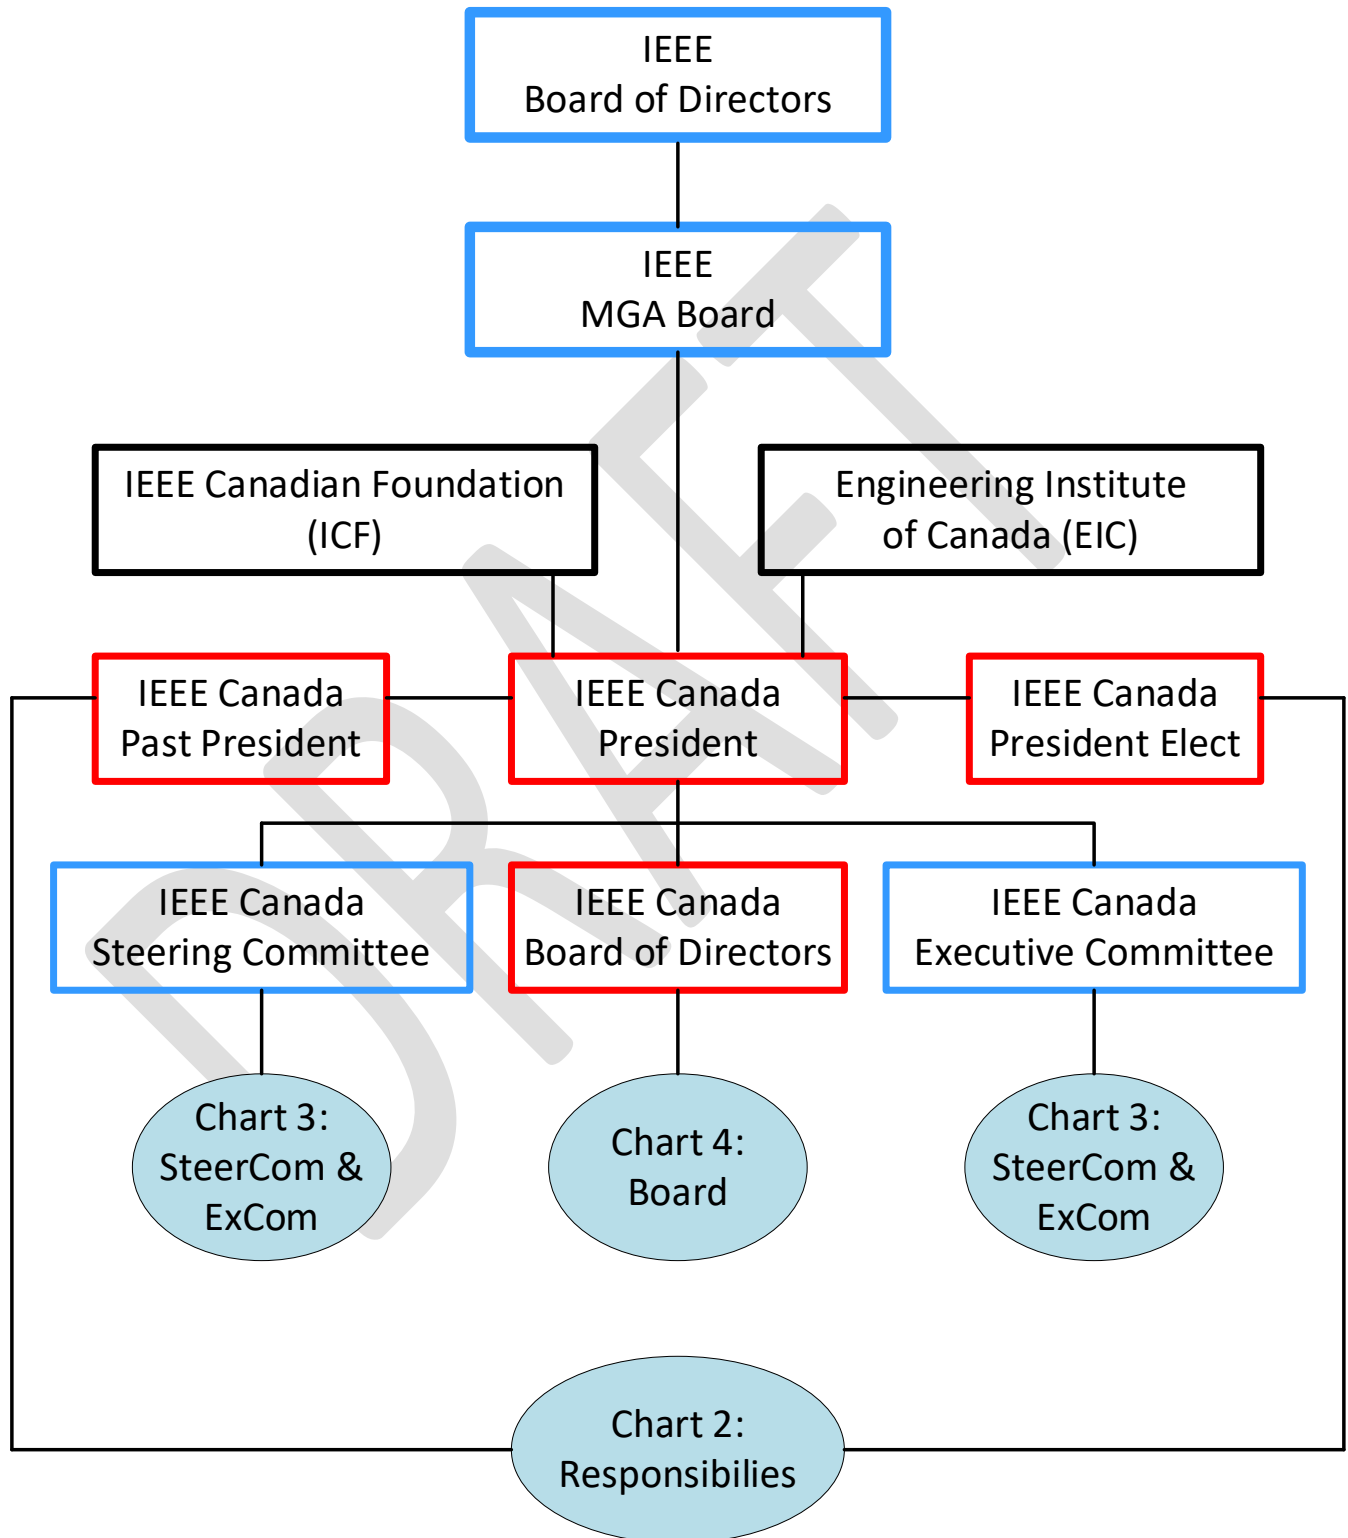 IEEE
Board of Directors
IEEE
MGA Board
IEEE Canadian Foundation
(ICF)
Engineering Institute
of Canada (EIC)
IEEE Canada
Past President
IEEE Canada
President
IEEE Canada
President Elect
IEEE Canada
Steering Committee
IEEE Canada
Board of Directors
IEEE Canada
Executive Committee
Chart 3:
SteerCom &
ExCom
Chart 4:
Board
Chart 3:
SteerCom &
ExCom
Chart 2:
Responsibilies
DRAFT